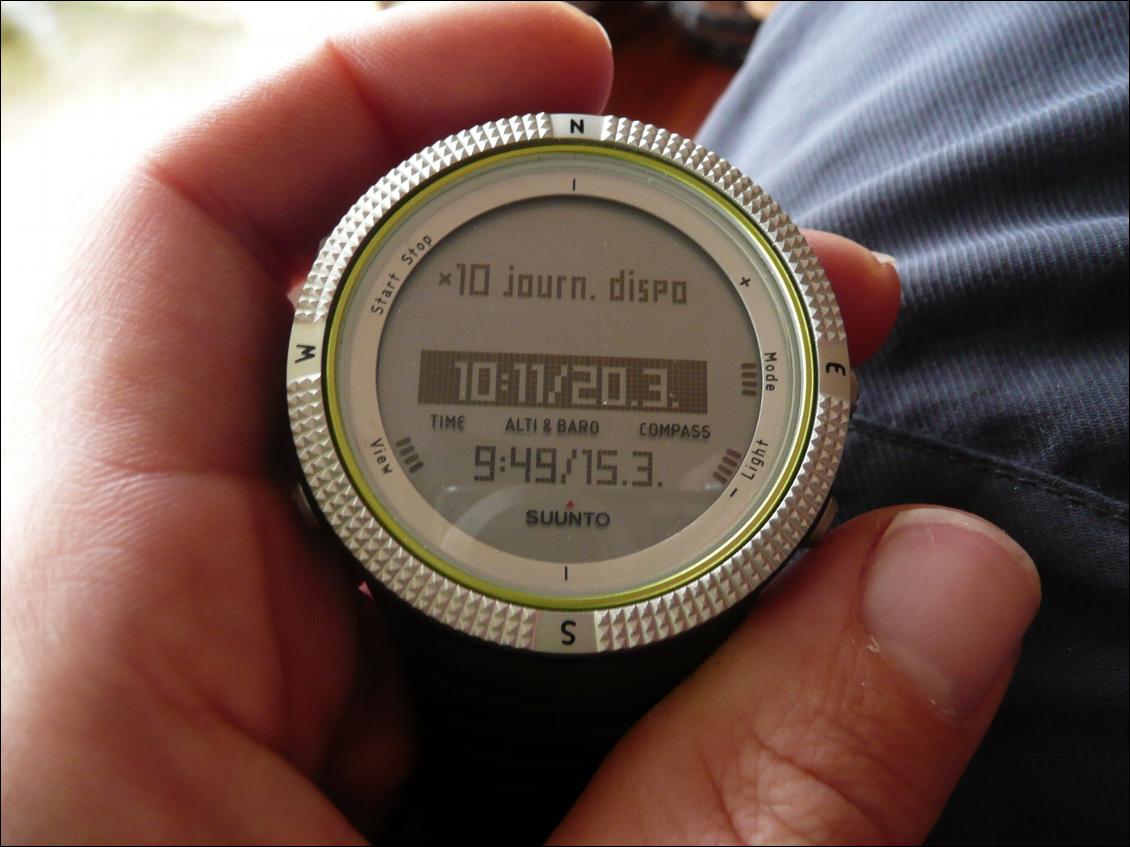 N
Start Stop
×10 journ. dispo
+
W
E
Mode
10:11/20.3.
TIME ALTI & BARO COMPASS
View
9:49/15.3.
− Light
SUUNTO
S